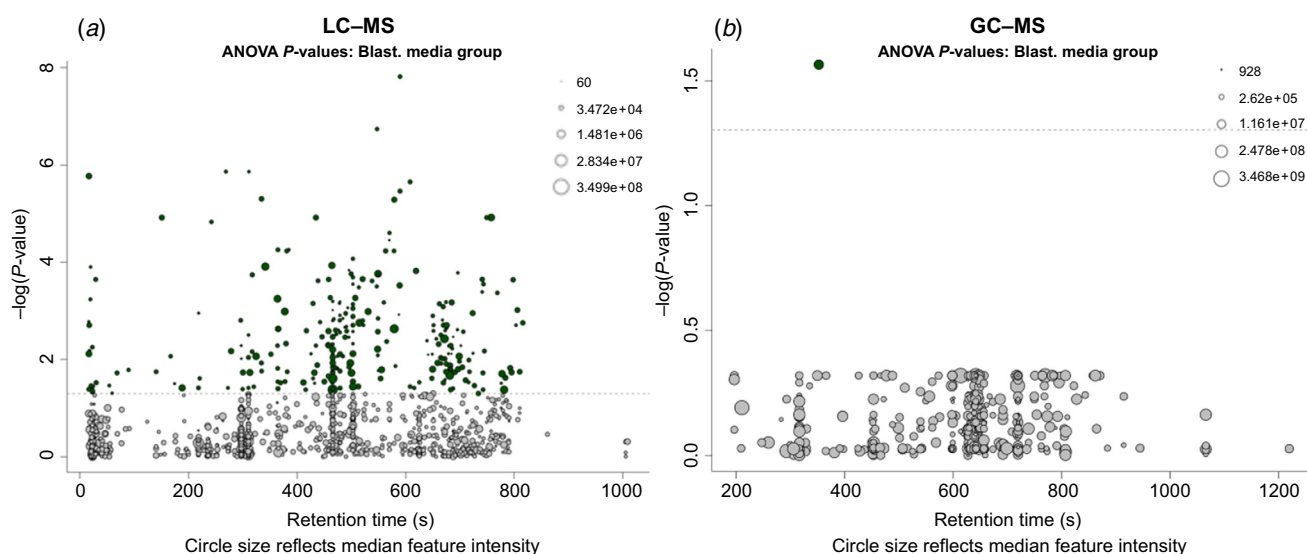 (a)
LC–MS
ANOVA P-values: Blast. media group
8
6
4
2
0
–log(P-value)
60
3.472e+04
1.481e+06
2.834e+07
3.499e+08
0 200 400 600 800 1000
Retention time (s)
Circle size reflects median feature intensity
(b)
GC–MS
ANOVA P-values: Blast. media group
1.5
1.0
0.5
0.0
–log(P-value)
928
2.62e+05
1.161e+07
2.478e+08
3.468e+09
200 400 600 800 1000 1200
Retention time (s)
Circle size reflects median feature intensity